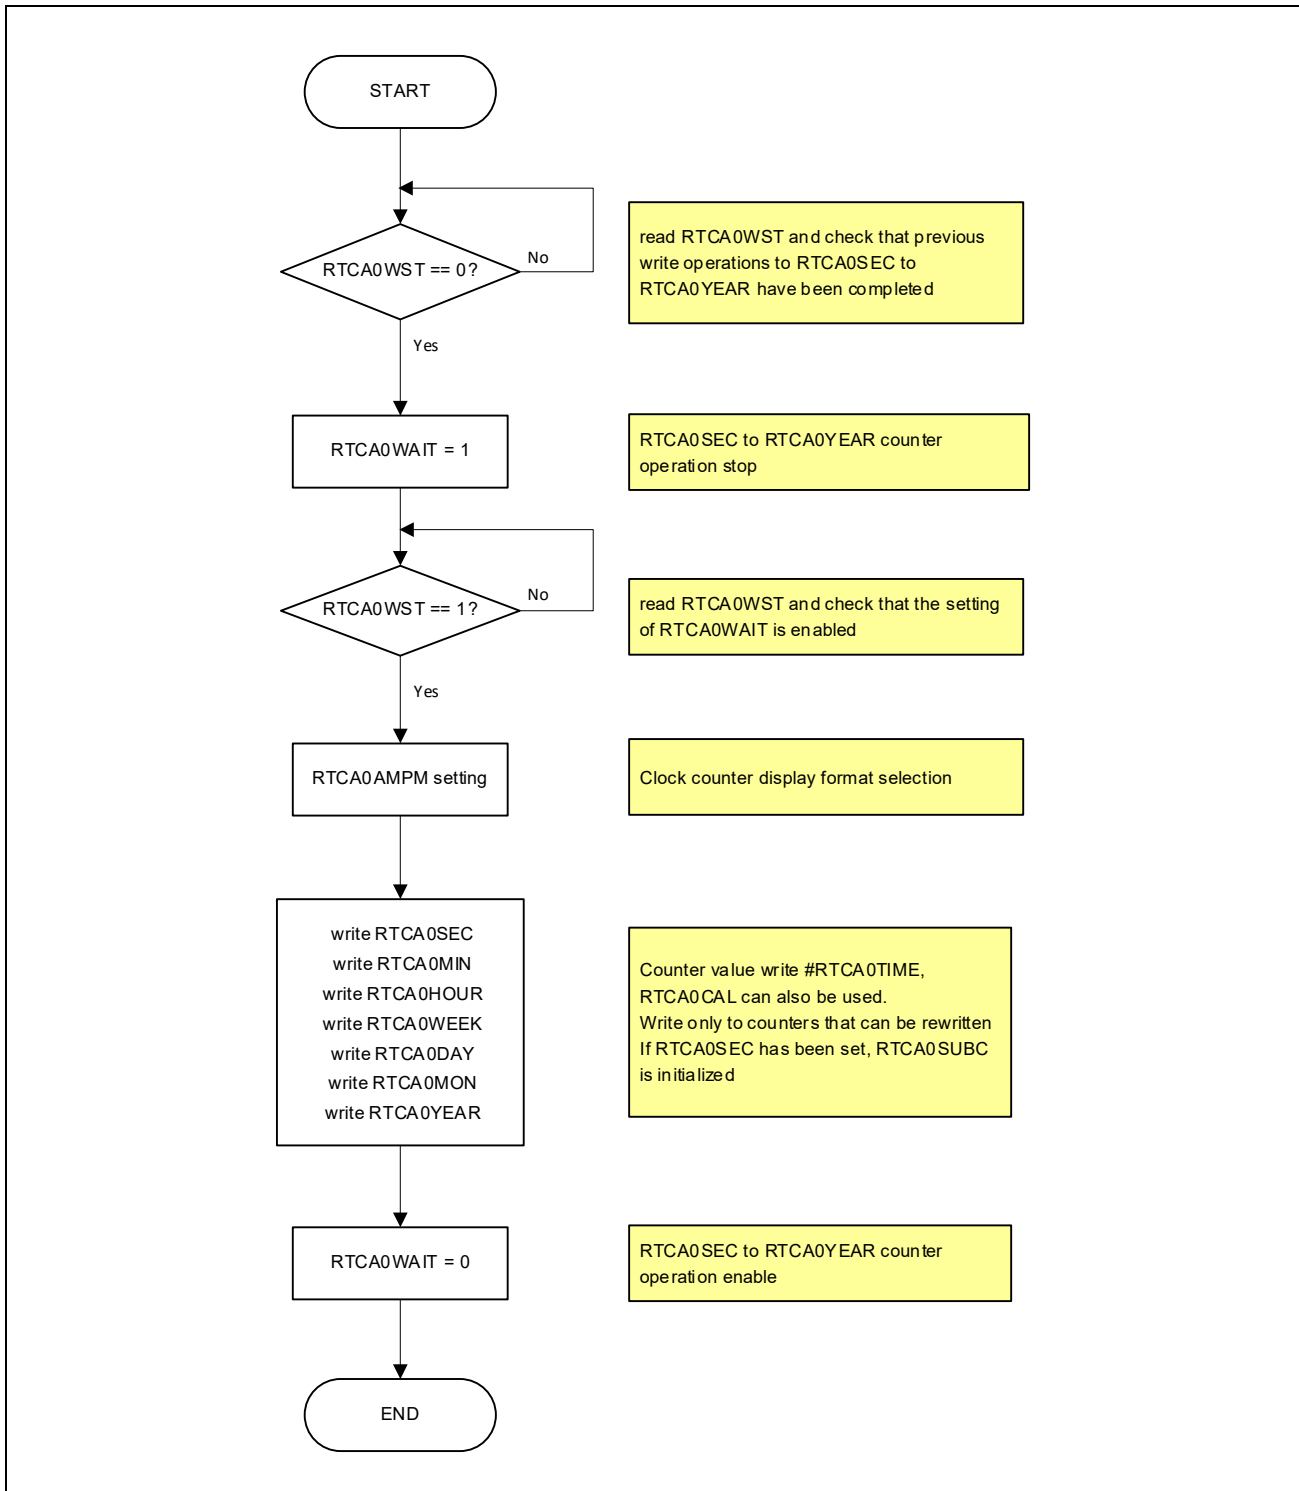 START
RTCA0WST == 0?
No
read RTCA0WST and check that previous
write operations to RTCA0SEC to
RTCA0YEAR have been completed
Yes
RTCA0WAIT = 1
RTCA0SEC to RTCA0YEAR counter
operation stop
RTCA0WST == 1?
No
read RTCA0WST and check that the setting
of RTCA0WAIT is enabled
Yes
RTCA0AMPM setting
Clock counter display format selection
write RTCA0SEC
write RTCA0MIN
write RTCA0HOUR
write RTCA0WEEK
write RTCA0DAY
write RTCA0MON
write RTCA0YEAR
Counter value write #RTCA0TIME,
RTCA0CAL can also be used.
Write only to counters that can be rewritten
If RTCA0SEC has been set, RTCA0SUBC
is initialized
RTCA0WAIT = 0
RTCA0SEC to RTCA0YEAR counter
operation enable
END